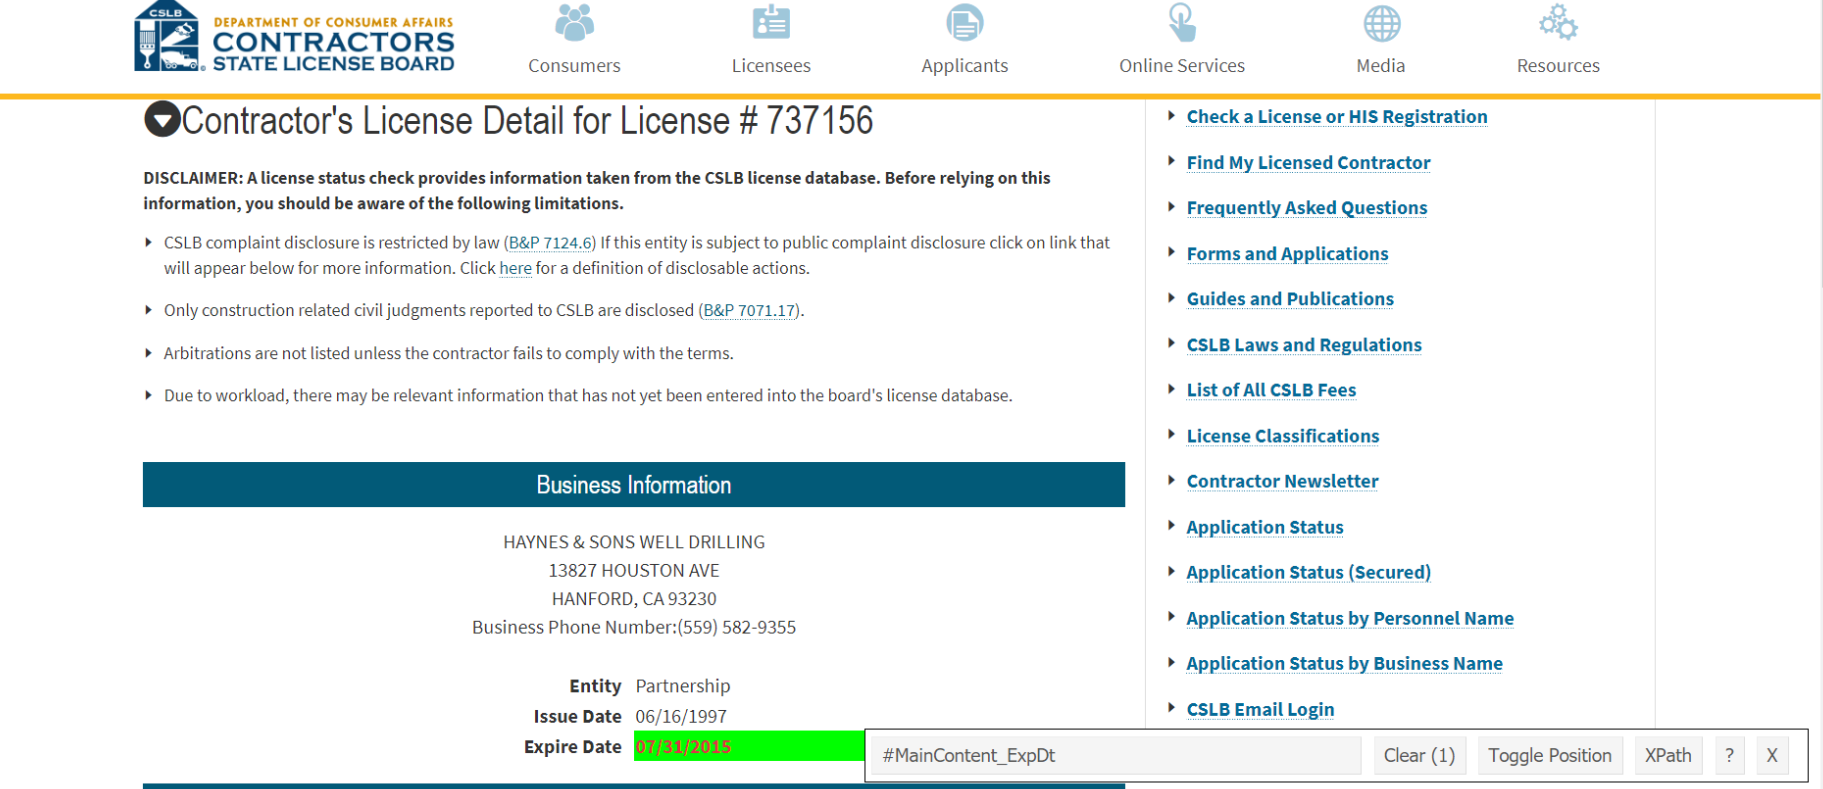 CSLB
DEPARTMENT OF CONSUMER AFFAIRS
CONTRACTORS
STATE LICENSE BOARD
Consumers
Licensees
Applicants
Online Services
Media
Resources
Contractor's License Detail for License # 737156
DISCLAIMER: A license status check provides information taken from the CSLB license database. Before relying on this
information, you should be aware of the following limitations.
CSLB complaint disclosure is restricted by law (B&P 7124.6) If this entity is subject to public complaint disclosure click on link that
will appear below for more information. Click here for a definition of disclosable actions.
Only construction related civil judgments reported to CSLB are disclosed (B&P 7071.17).
Arbitrations are not listed unless the contractor fails to comply with the terms.
Due to workload, there may be relevant information that has not yet been entered into the board's license database.
Business Information
HAYNES & SONS WELL DRILLING
13827 HOUSTON AVE
HANFORD, CA 93230
Business Phone Number:(559) 582-9355
Entity Partnership
Issue Date 06/16/1997
Expire Date 07/31/2015
Check a License or HIS Registration
Find My Licensed Contractor
Frequently Asked Questions
Forms and Applications
Guides and Publications
CSLB Laws and Regulations
List of All CSLB Fees
License Classifications
Contractor Newsletter
Application Status
Application Status (Secured)
Application Status by Personnel Name
Application Status by Business Name
CSLB Email Login
#MainContent_ExpDt
Clear (1)
Toggle Position
XPath
?
X